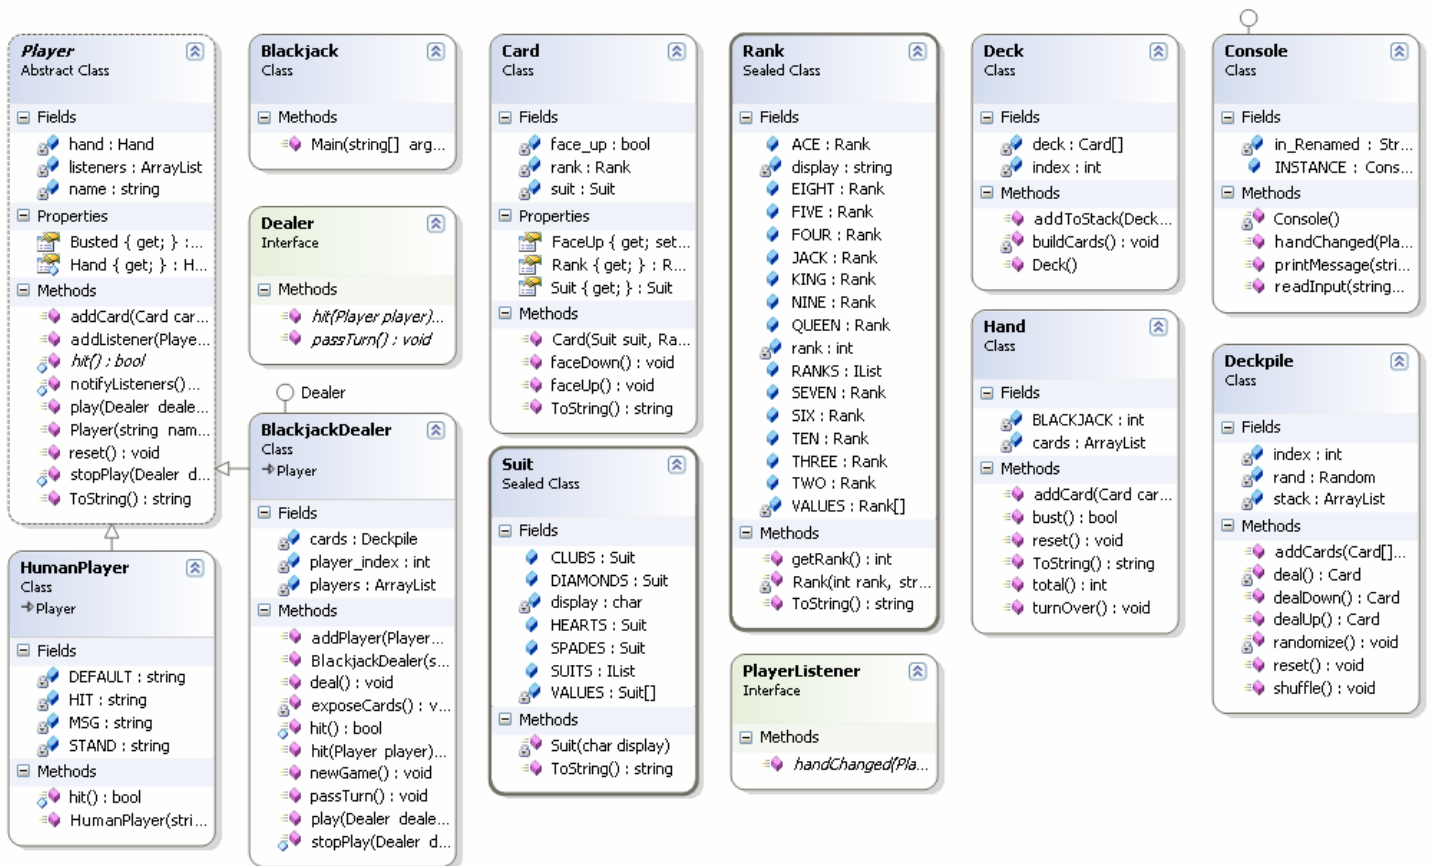 Player
Abstract Class
Fields
hand : Hand
listeners : ArrayList
name : string
Properties
Busted { get; } :...
Hand { get; } : H...
Methods
addCard(Card car...
addListener(Playe...
hit() : bool
notifyListeners()...
play(Dealer deale...
Player(string nam...
reset() : void
stopPlay(Dealer d...
ToString() : string
HumanPlayer
Class
Player
Fields
DEFAULT : string
HIT : string
MSG : string
STAND : string
Methods
hit() : bool
HumanPlayer(stri...
Blackjack
Class
Methods
Main(string[] arg...
Dealer
Interface
Methods
hit(Player player)...
passTurn() : void
Dealer
BlackjackDealer
Class
Player
Fields
cards : Deckpile
player_index : int
players : ArrayList
Methods
addPlayer(Player...
BlackjackDealer(s...
deal() : void
exposeCards() : v...
hit() : bool
hit(Player player)...
newGame() : void
passTurn() : void
play(Dealer deale...
stopPlay(Dealer d...
Card
Class
Fields
face_up : bool
rank : Rank
suit : Suit
Properties
FaceUp { get; set...
Rank { get; } : R...
Suit { get; } : Suit
Methods
Card(Suit suit, Ra...
faceDown() : void
faceUp() : void
ToString() : string
Suit
Sealed Class
Fields
CLUBS : Suit
DIAMONDS : Suit
display : char
HEARTS : Suit
SPADES : Suit
SUITS : IList
VALUES : Suit[]
Methods
Suit(char display)
ToString() : string
Rank
Sealed Class
Fields
ACE : Rank
display : string
EIGHT : Rank
FIVE : Rank
FOUR : Rank
JACK : Rank
KING : Rank
NINE : Rank
QUEEN : Rank
rank : int
RANKS : IList
SEVEN : Rank
SIX : Rank
TEN : Rank
THREE : Rank
TWO : Rank
VALUES : Rank[]
Methods
getRank() : int
Rank(int rank, str...
ToString() : string
PlayerListener
Interface
Methods
handChanged(Pla...
Deck
Class
Fields
deck : Card[]
index : int
Methods
addToStack(Deck...
buildCards() : void
Deck()
Hand
Class
Fields
BLACKJACK : int
cards : ArrayList
Methods
addCard(Card car...
bust() : bool
reset() : void
ToString() : string
total() : int
turnOver() : void
Console
Class
Fields
in_Renamed : Str...
INSTANCE : Cons...
Methods
Console()
handChanged(Pla...
printMessage(stri...
readInput(string...
Deckpile
Class
Fields
index : int
rand : Random
stack : ArrayList
Methods
addCards(Card[]...
deal() : Card
dealDown() : Card
dealUp() : Card
randomize() : void
reset() : void
shuffle() : void